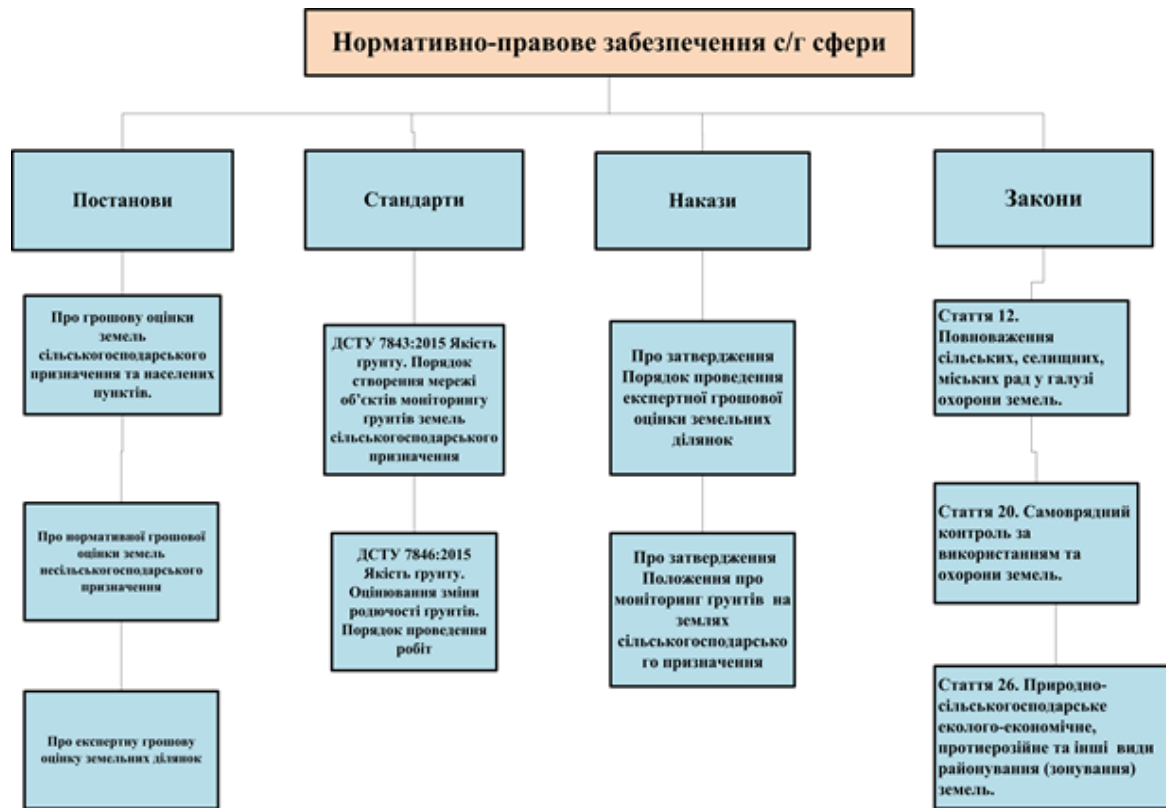 Нормативно-правове забезпечення с/г сфери
Постанови
Про грошову оцінки
земель
сільськогосподарського
призначення та населених
пунктів.
Про нормативної грошової
оцінки земель
несільськогосподарського
призначення
Про експертну грошову
оцінку земельних ділянок
Стандарти
ДСТУ 7843:2015 Якість
ґрунту. Порядок
створення мережі
об'єктів моніторингу
ґрунтів земель
сільськогосподарського
призначення
ДСТУ 7846:2015
Якість ґрунту.
Оцінювання зміни
родючості ґрунтів.
Порядок проведення
робіт
Накази
Про затвердження
Порядок проведення
експертної грошової
оцінки земельних
ділянок
Про затвердження
Положення про
моніторинг ґрунтів на
землях
сільськогосподарсько
го призначення
Закони
Стаття 12.
Повноваження
сільських, селищних,
міських рад у галузі
охорони земель.
Стаття 20. Самоврядний
контроль за
використанням та
охорони земель.
Стаття 26. Природно-
сільськогосподарське
еколого-економічне,
протиерозійне та інші види
районування (зонування)
земель.